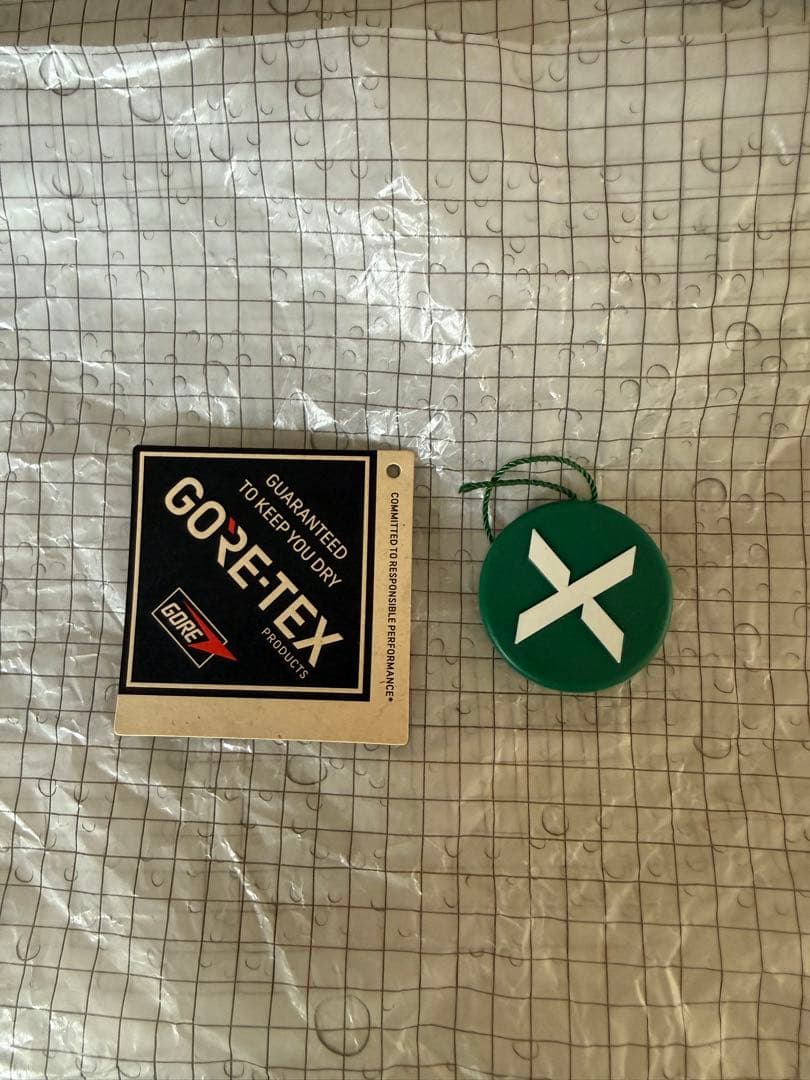 GUARANTEED
TO KEEP YOU DRY
GORE-TEX
PRODUCTS
GORE
COMMITTED TO RESPONSIBLE PERFORMANCE*
X